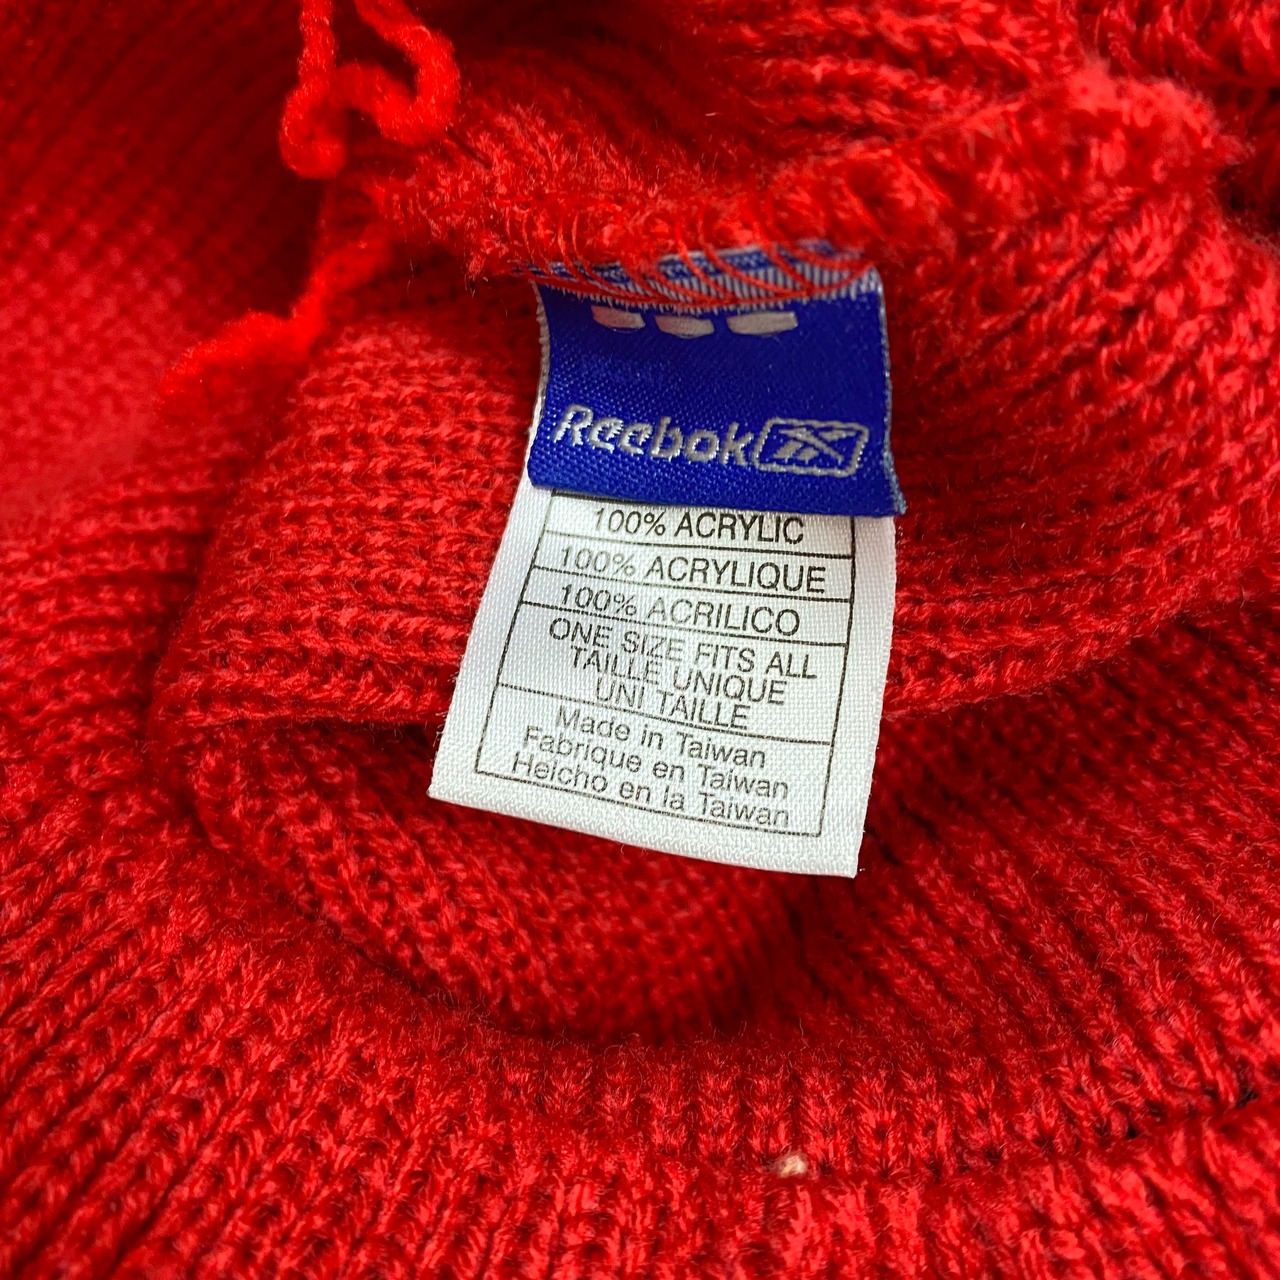 Reebok
100% ACRYLIC
100% ACRYLIQUE
100% ACRILICO
ONE SIZE FITS ALL
TAILLE UNIQUE
UNI TAILLE
Made in Taiwan
Fabrique en Taiwan
Heicho en la Taiwan